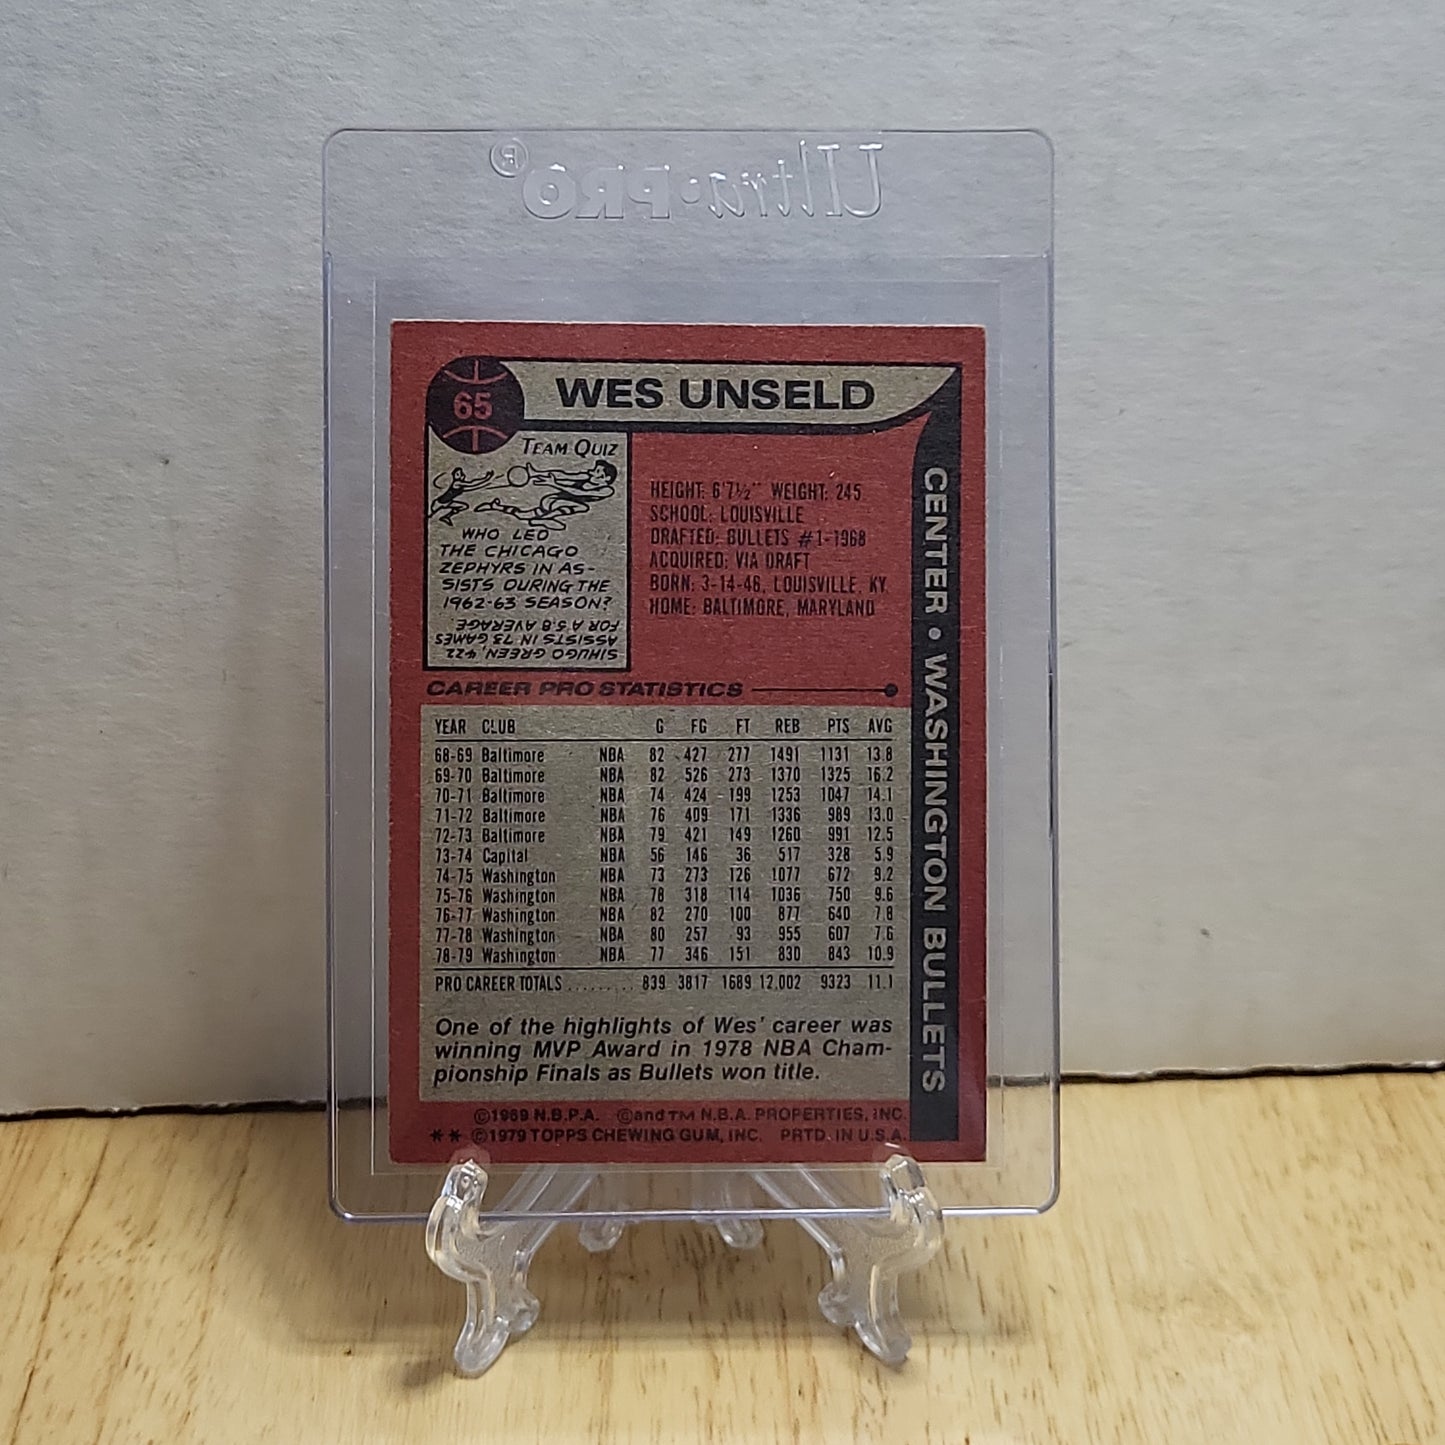 Ultra•PRO®
65
WES UNSELD
TEAM QUIZ
WHO LED
THE CHICAGO
ZEPHYRS IN AS-
SISTS DURING THE
1962-63 SEASON?
SIHUGO GREEN, 422
ASSISTS IN 73 GAMES
FOR A 5.8 AVERAGE.
HEIGHT: 6'7½" WEIGHT: 245
SCHOOL: LOUISVILLE
DRAFTED: BULLETS #1-1968
ACQUIRED: VIA DRAFT
BORN: 3-14-46, LOUISVILLE, KY.
HOME: BALTIMORE, MARYLAND
CENTER • WASHINGTON BULLETS
CAREER PRO STATISTICS
YEAR CLUB G FG FT REB PTS AVG
68-69 Baltimore NBA 82 427 277 1491 1131 13.8
69-70 Baltimore NBA 82 526 273 1370 1325 16.2
70-71 Baltimore NBA 74 424 199 1253 1047 14.1
71-72 Baltimore NBA 76 409 171 1336 989 13.0
72-73 Baltimore NBA 79 421 149 1260 991 12.5
73-74 Capital NBA 56 146 36 517 328 5.9
74-75 Washington NBA 73 273 126 1077 672 9.2
75-76 Washington NBA 78 318 114 1036 750 9.6
76-77 Washington NBA 82 270 100 877 640 7.8
77-78 Washington NBA 80 257 93 955 607 7.6
78-79 Washington NBA 77 346 151 830 843 10.9
PRO CAREER TOTALS ......... 839 3817 1689 12,002 9323 11.1
One of the highlights of Wes' career was
winning MVP Award in 1978 NBA Cham-
pionship Finals as Bullets won title.
©1969 N.B.P.A. ©and TM N.B.A. PROPERTIES, INC.
** ©1979 TOPPS CHEWING GUM, INC. PRTD. IN U.S.A.